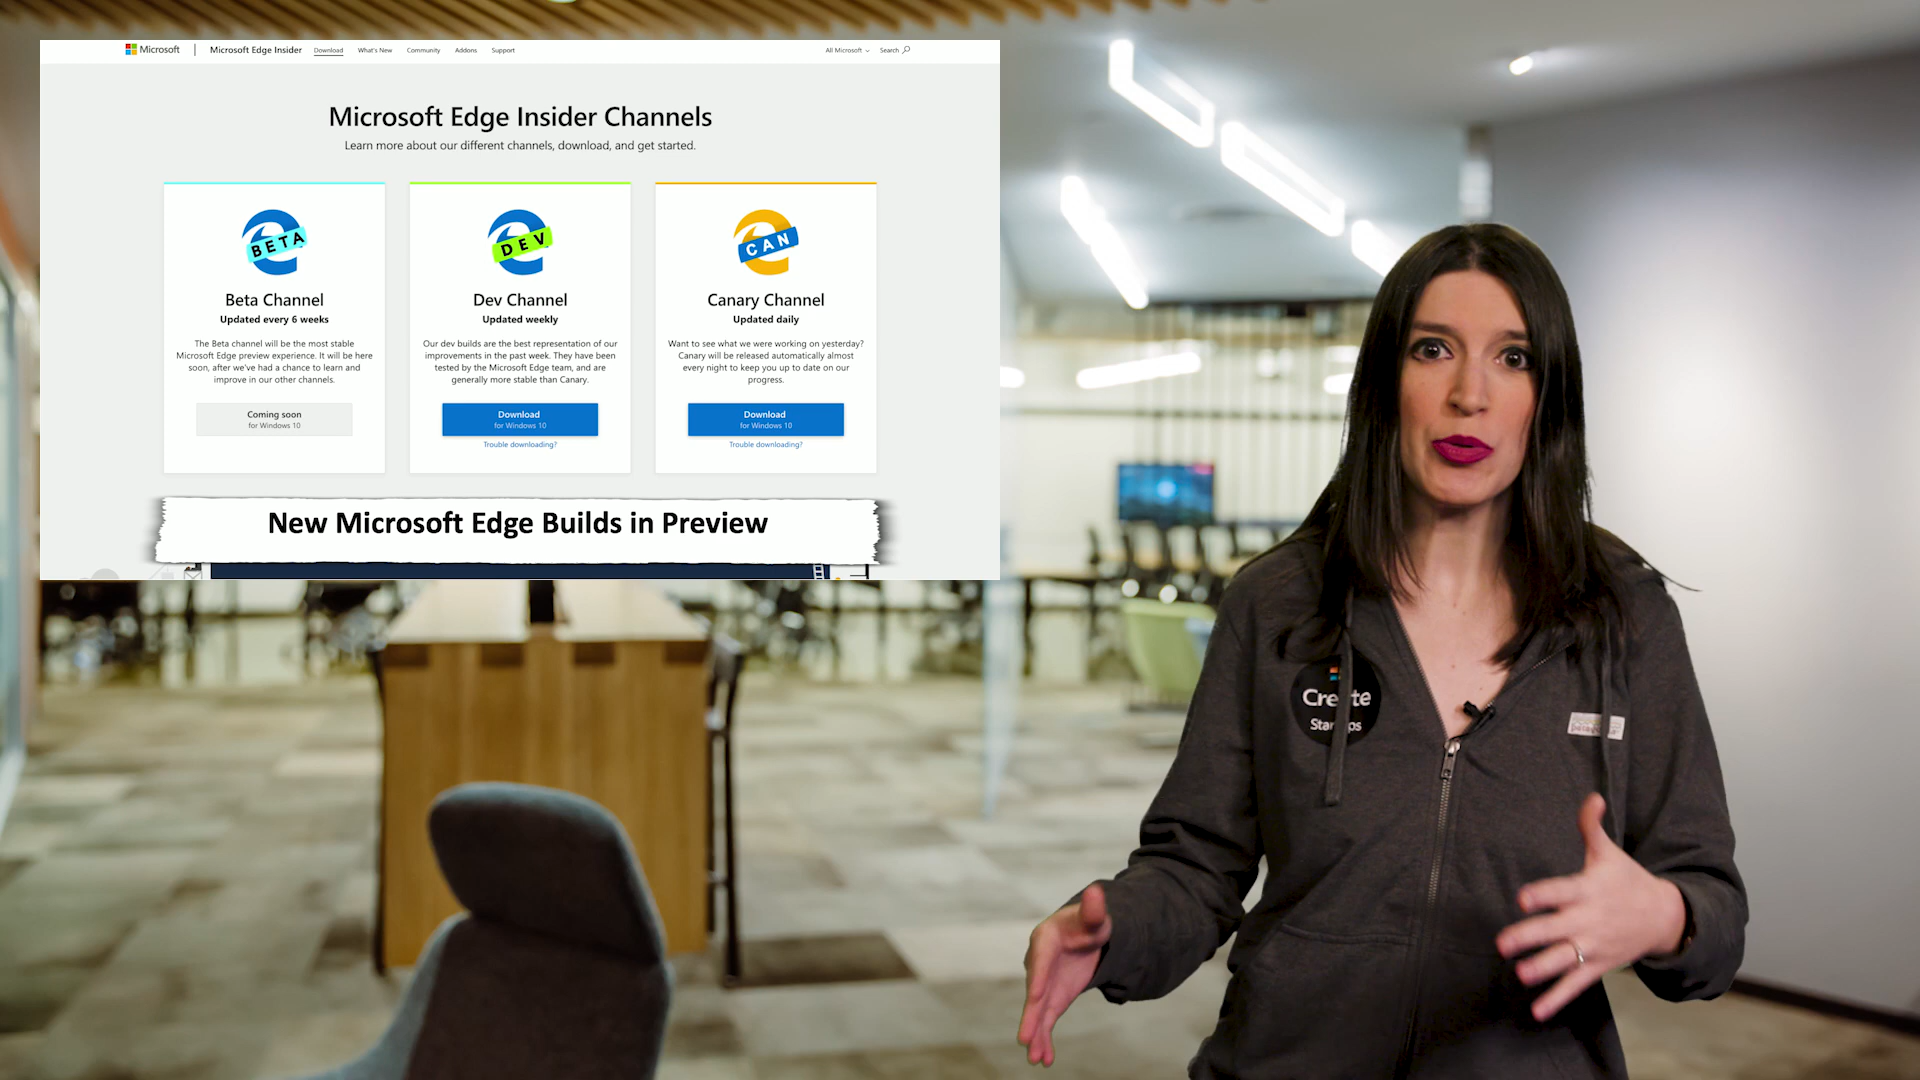 Microsoft | Microsoft Edge Insider Download What's New Community Addons Support All Microsoft Search
Microsoft Edge Insider Channels
Learn more about our different channels, download, and get started.
BETA
Beta Channel
Updated every 6 weeks
The Beta channel will be the most stable
Microsoft Edge preview experience. It will be here
soon, after we've had a chance to learn and
improve in our other channels.
Coming soon
for Windows 10
DEV
Dev Channel
Updated weekly
Our dev builds are the best representation of our
improvements in the past week. They have been
tested by the Microsoft Edge team, and are
generally more stable than Canary.
Download
for Windows 10
Trouble downloading?
CAN
Canary Channel
Updated daily
Want to see what we were working on yesterday?
Canary will be released automatically almost
every night to keep you up to date on our
progress.
Download
for Windows 10
Trouble downloading?
New Microsoft Edge Builds in Preview
Create
Startups